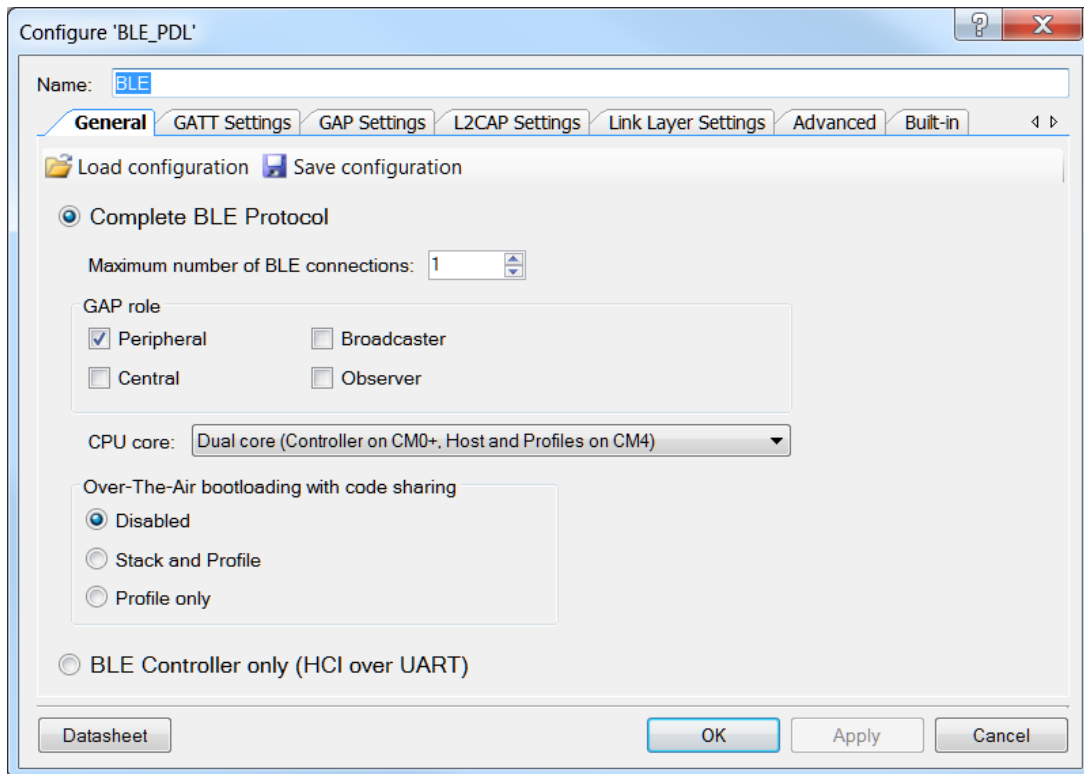 Configure 'BLE_PDL'
Name: BLE
General GATT Settings GAP Settings L2CAP Settings Link Layer Settings Advanced Built-in
Load configuration Save configuration
Complete BLE Protocol
Maximum number of BLE connections: 1
GAP role
Peripheral Broadcaster
Central Observer
CPU core: Dual core (Controller on CM0+, Host and Profiles on CM4)
Over-The-Air bootloading with code sharing
Disabled
Stack and Profile
Profile only
BLE Controller only (HCI over UART)
Datasheet OK Apply Cancel